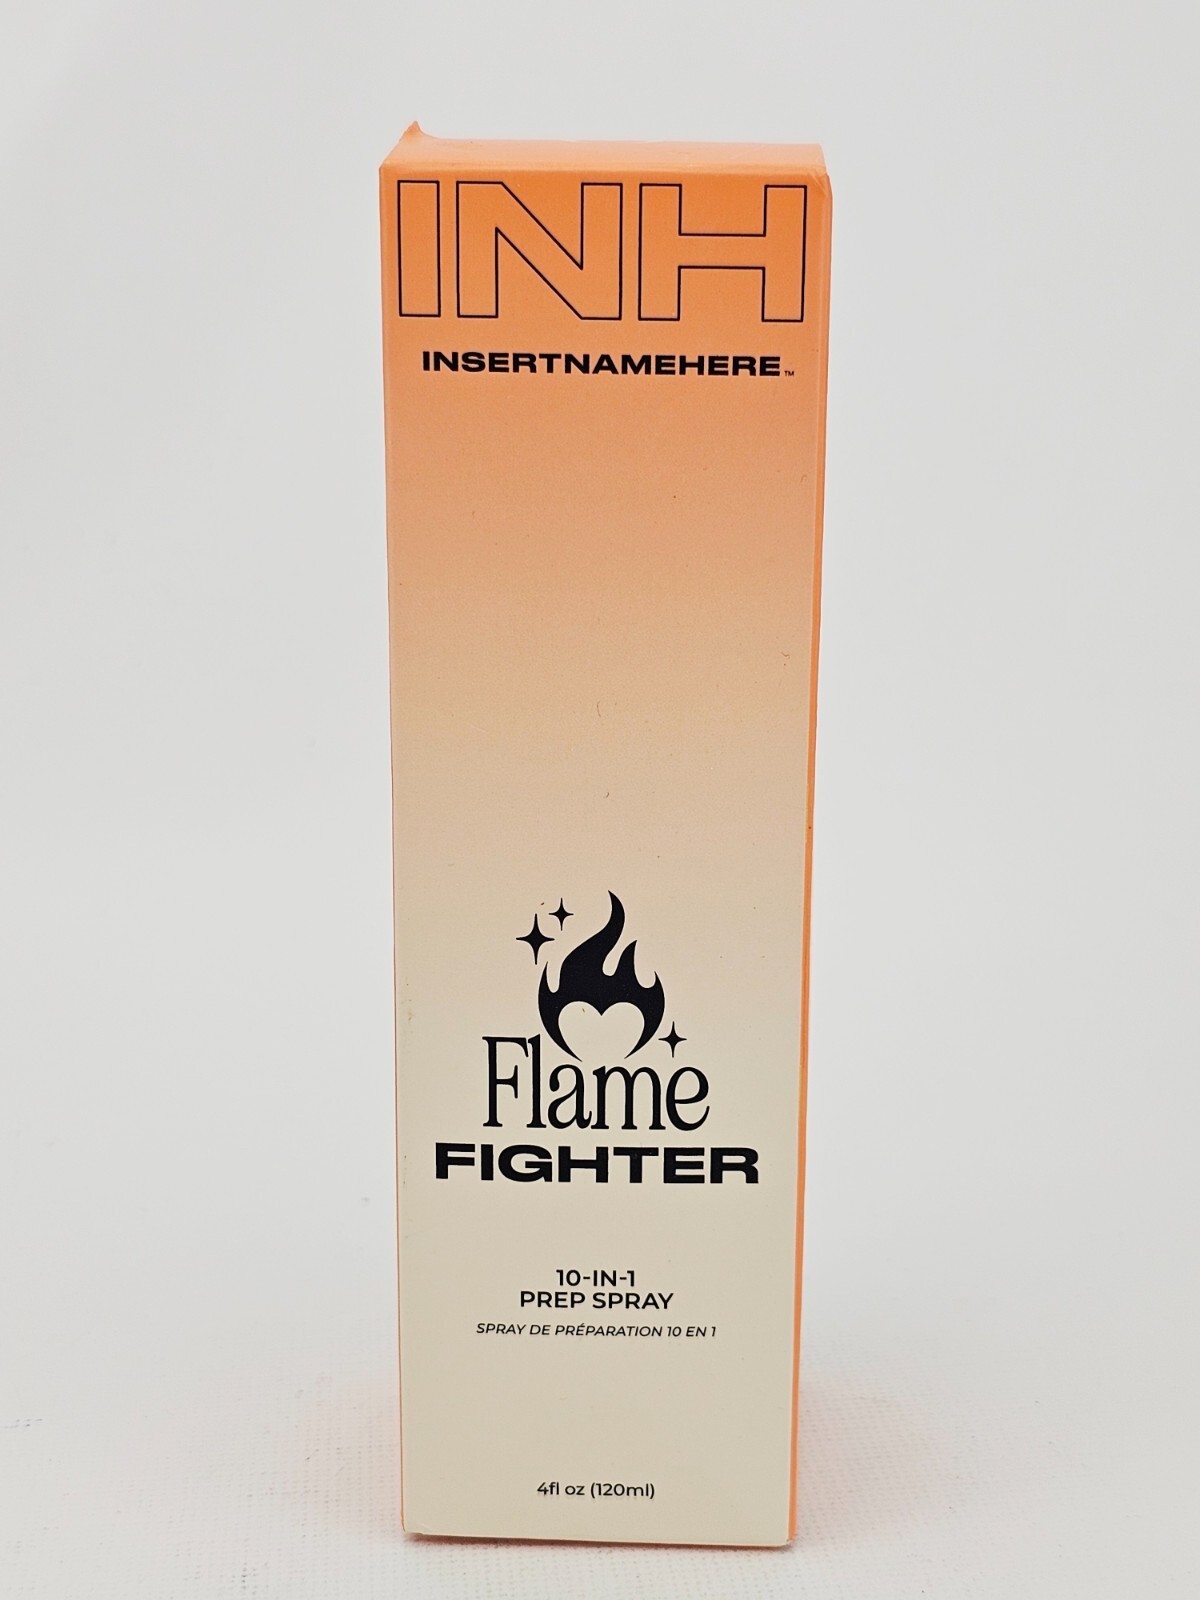 INH
INSERTNAMEHERE™
Flame
FIGHTER
10-IN-1
PREP SPRAY
SPRAY DE PRÉPARATION 10 EN 1
4fl oz (120ml)